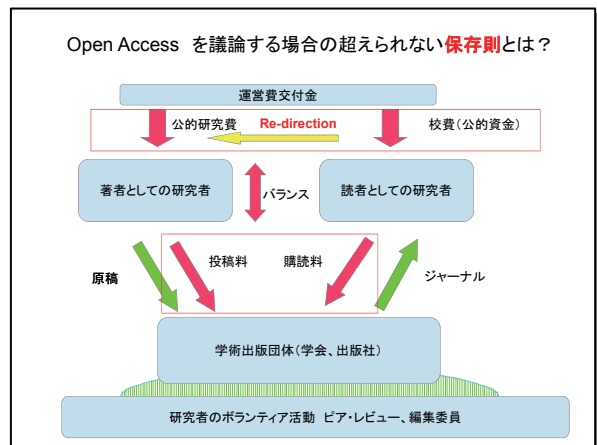 Open Access を議論する場合の超えられない保存則とは？
運営費交付金
公的研究費 Re-direction 校費(公的資金)
著者としての研究者 バランス 読者としての研究者
原稿 投稿料 購読料 ジャーナル
学術出版団体(学会、出版社)
研究者のボランティア活動 ピア・レビュー、編集委員